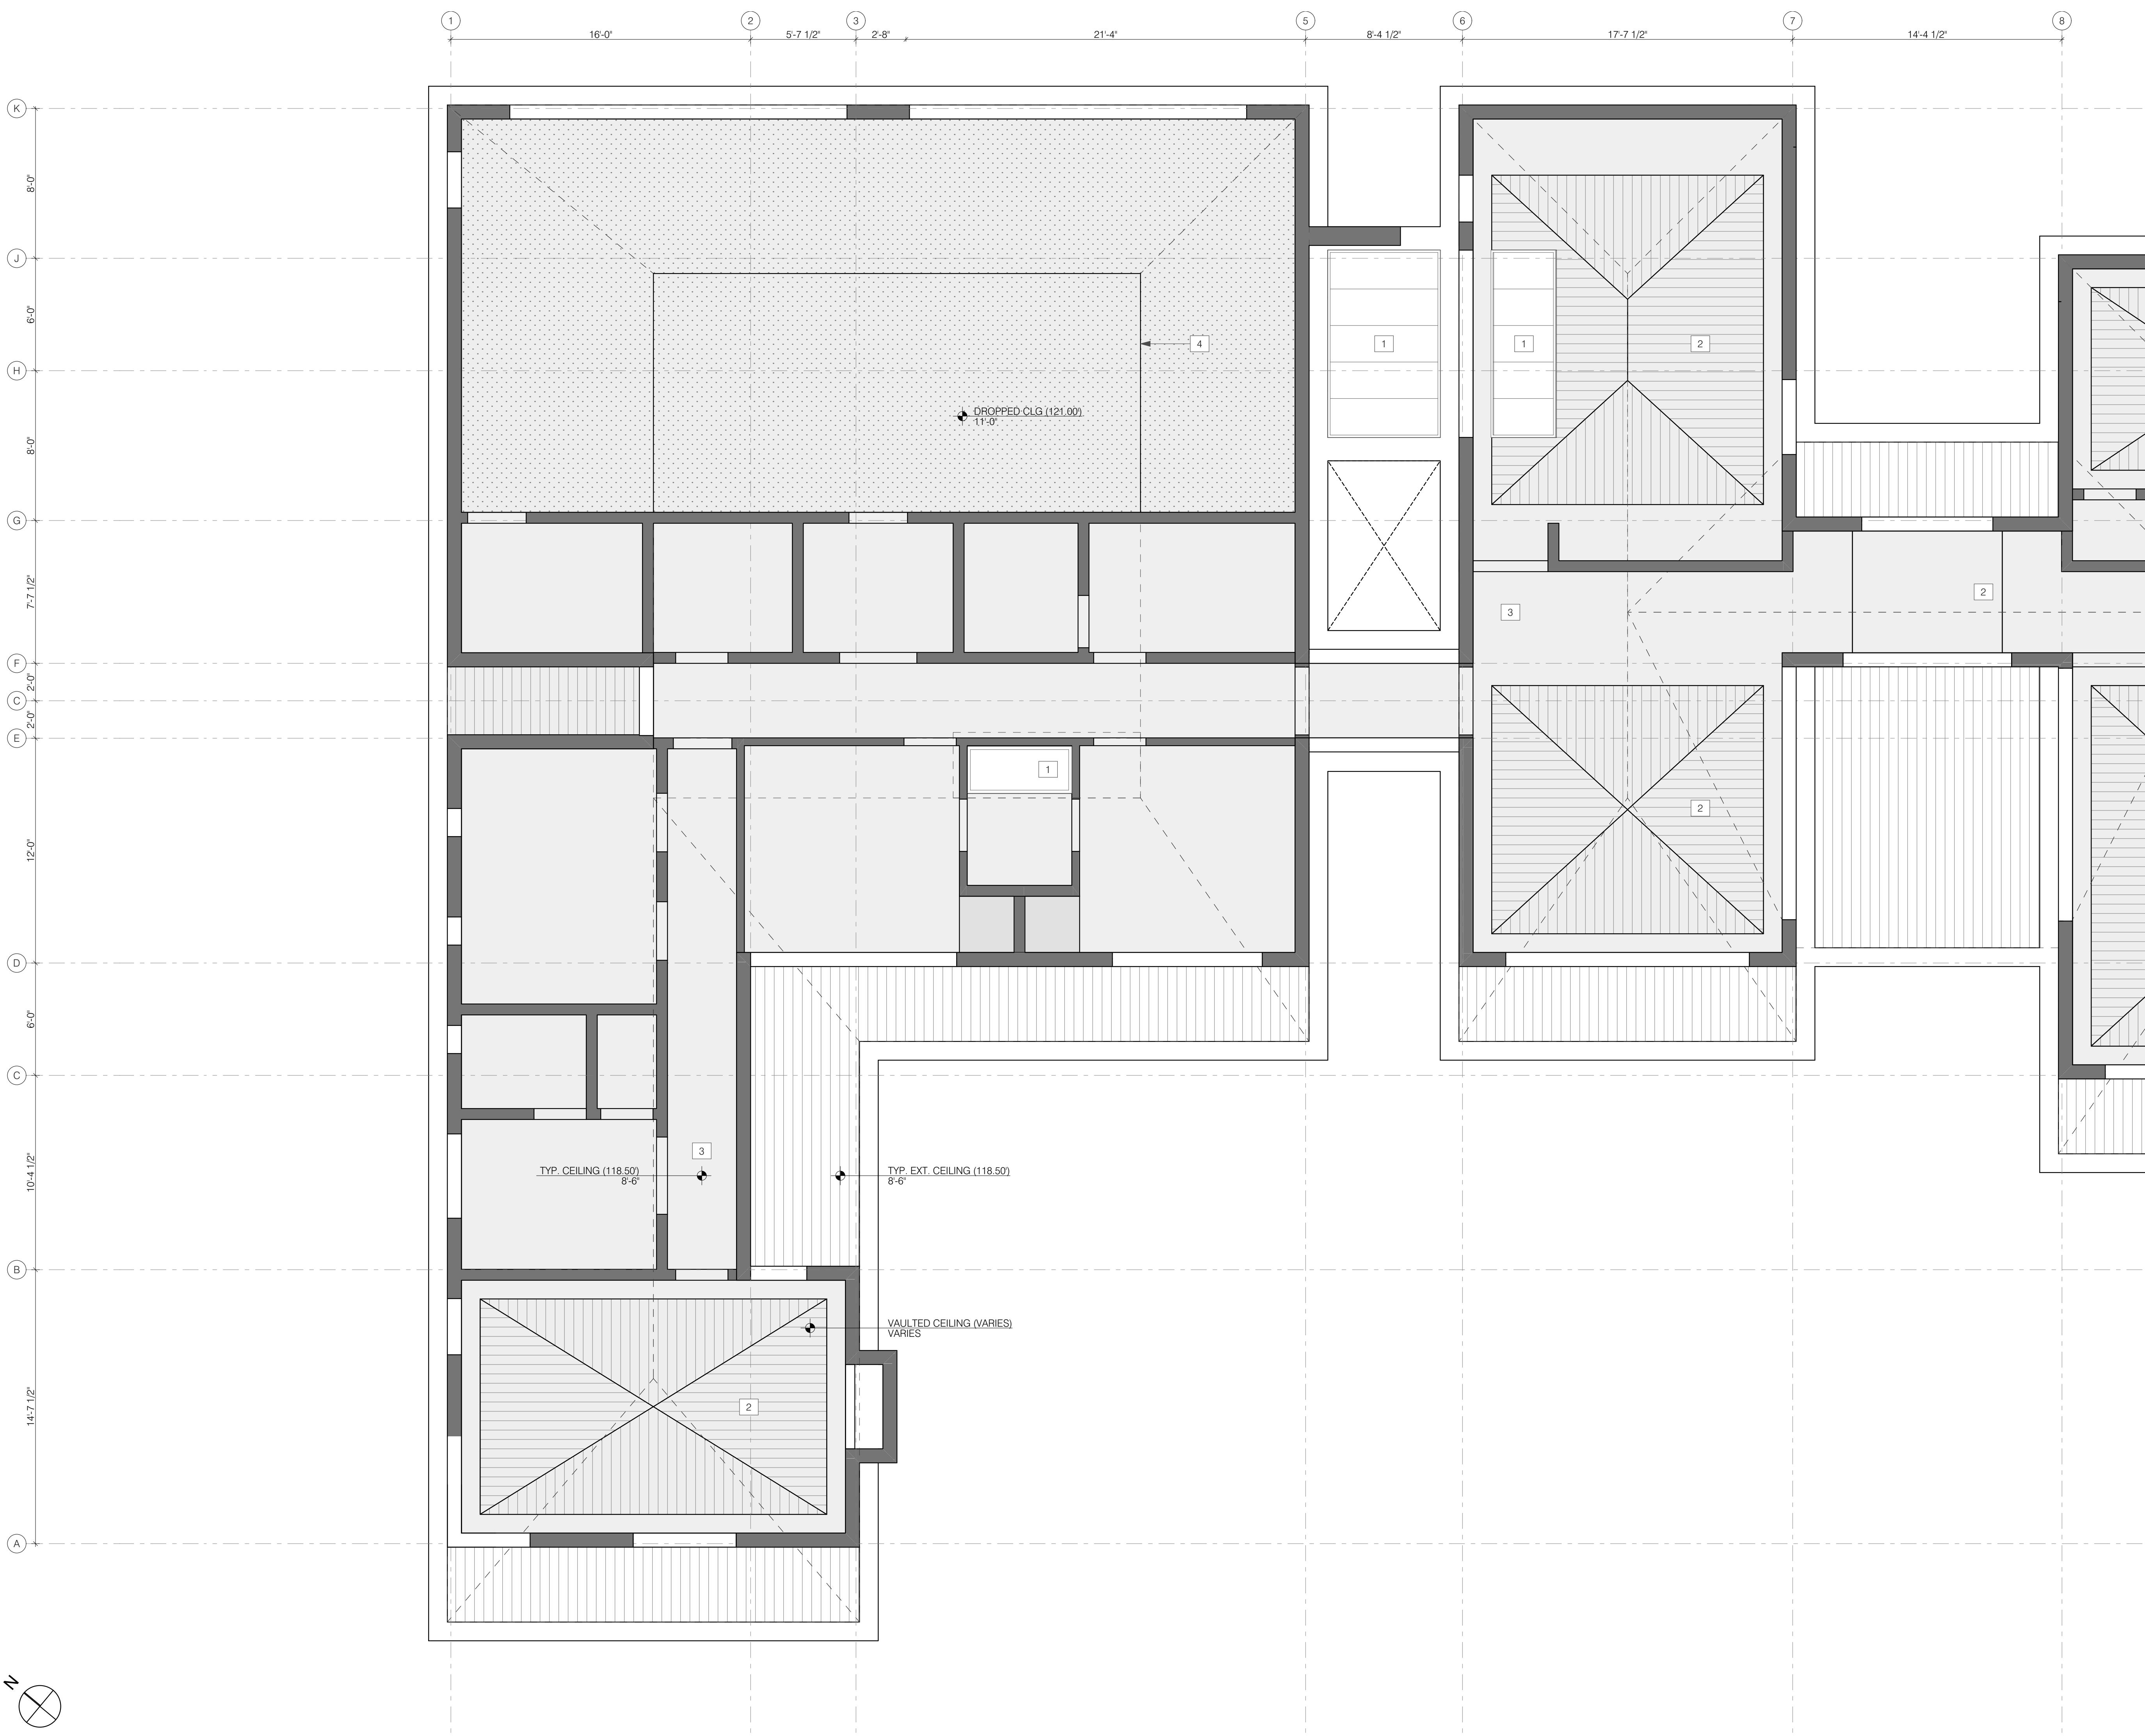 1 2 3 5 6 7 8
16'-0" 5'-7 1/2" 2'-8" 21'-4" 8'-4 1/2" 17'-7 1/2" 14'-4 1/2"
K
8'-0"
J
6'-0"
1 1 2
4
H
DROPPED CLG (121.00')
11'-0"
8'-0"
G
7'-7 1/2"
2
3
F
2'-0"
C
2'-0"
E
1
2
12'-0"
D
6'-0"
C
3
10'-4 1/2"
TYP. CEILING (118.50')
8'-6"
TYP. EXT. CEILING (118.50')
8'-6"
B
VAULTED CEILING (VARIES)
VARIES
14'-7 1/2"
2
A
N